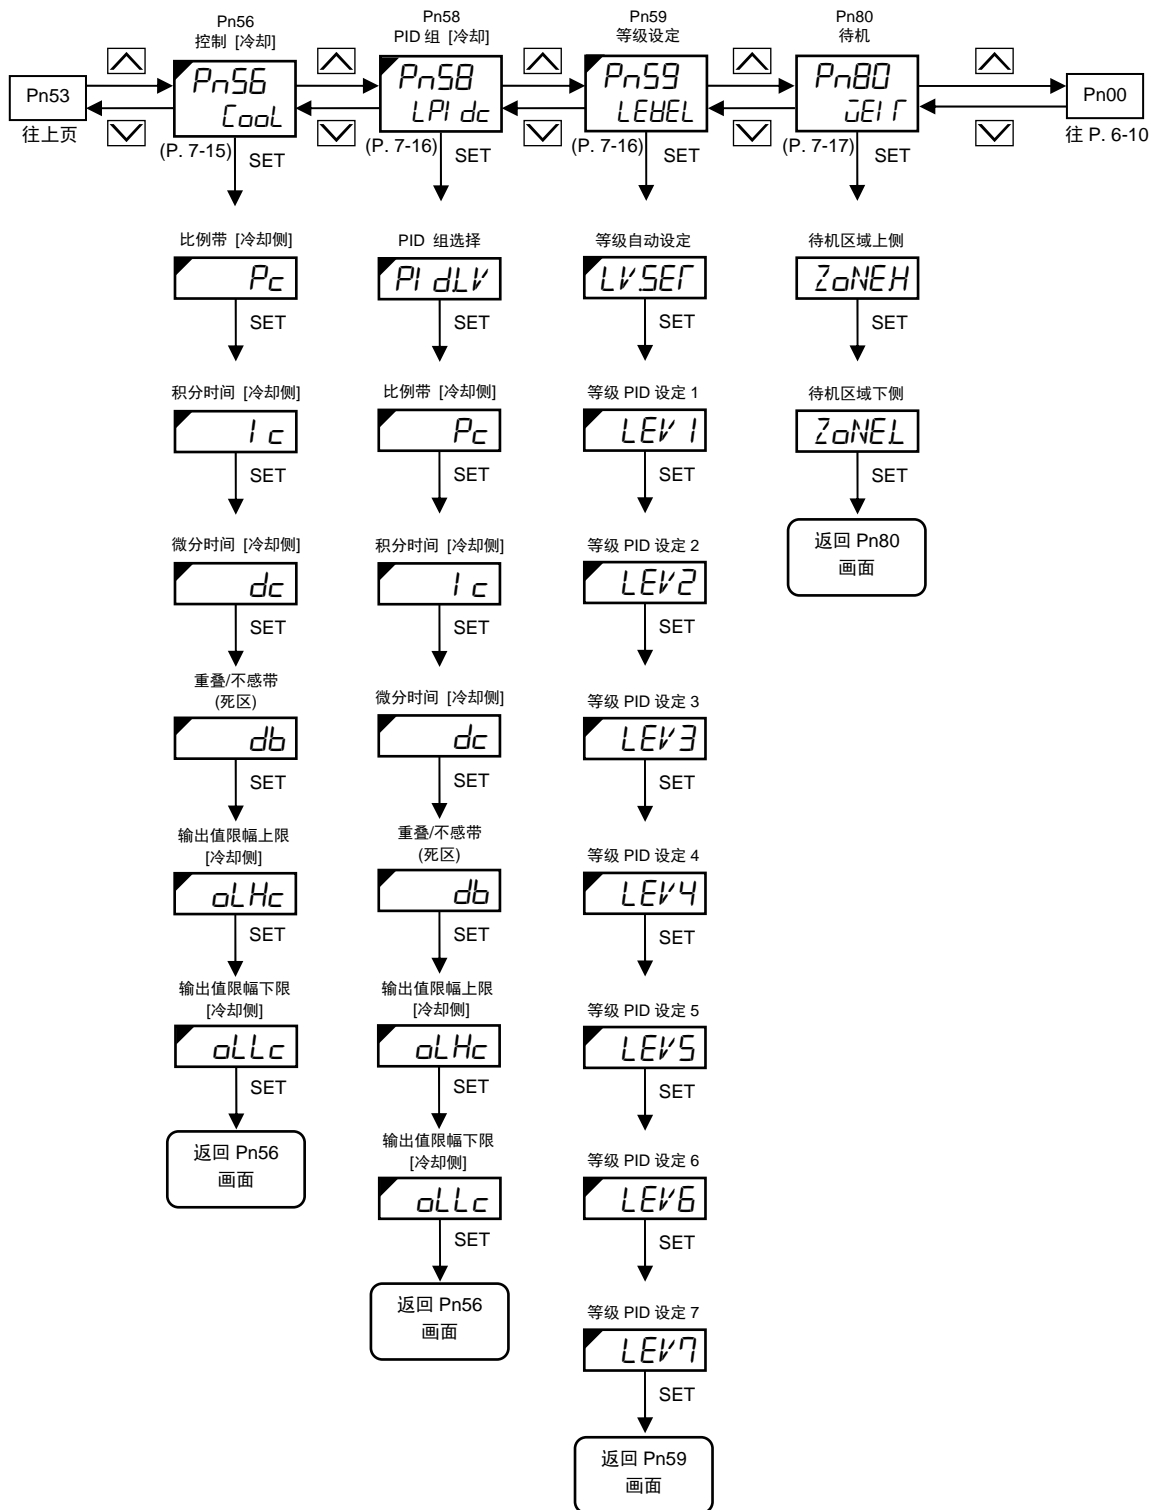 Pn56
控制 [冷却]
Pn58
PID 组 [冷却]
Pn59
等级设定
Pn80
待机
Pn53
往上页
Pn56
CooL
Pn58
LPIdc
Pn59
LEVEL
Pn80
Pn00
往 P. 6-10
(P. 7-15)
SET
(P. 7-16)
SET
(P. 7-16)
SET
(P. 7-17)
SET
比例带 [冷却侧]
Pc
SET
积分时间 [冷却侧]
Ic
SET
微分时间 [冷却侧]
dc
SET
重叠/不感带
(死区)
db
SET
输出值限幅上限
[冷却侧]
oLHc
SET
输出值限幅下限
[冷却侧]
oLLc
SET
返回 Pn56
画面
PID 组选择
PId.LV
SET
比例带 [冷却侧]
Pc
SET
积分时间 [冷却侧]
Ic
SET
微分时间 [冷却侧]
dc
SET
重叠/不感带
(死区)
db
SET
输出值限幅上限
[冷却侧]
oLHc
SET
输出值限幅下限
[冷却侧]
oLLc
SET
返回 Pn56
画面
等级自动设定
LV.SET
SET
等级 PID 设定 1
LEV1
SET
等级 PID 设定 2
LEV2
SET
等级 PID 设定 3
LEV3
SET
等级 PID 设定 4
LEV4
SET
等级 PID 设定 5
LEV5
SET
等级 PID 设定 6
LEV6
SET
等级 PID 设定 7
LEV7
SET
返回 Pn59
画面
待机区域上侧
ZoNE.H
SET
待机区域下侧
ZoNE.L
SET
返回 Pn80
画面